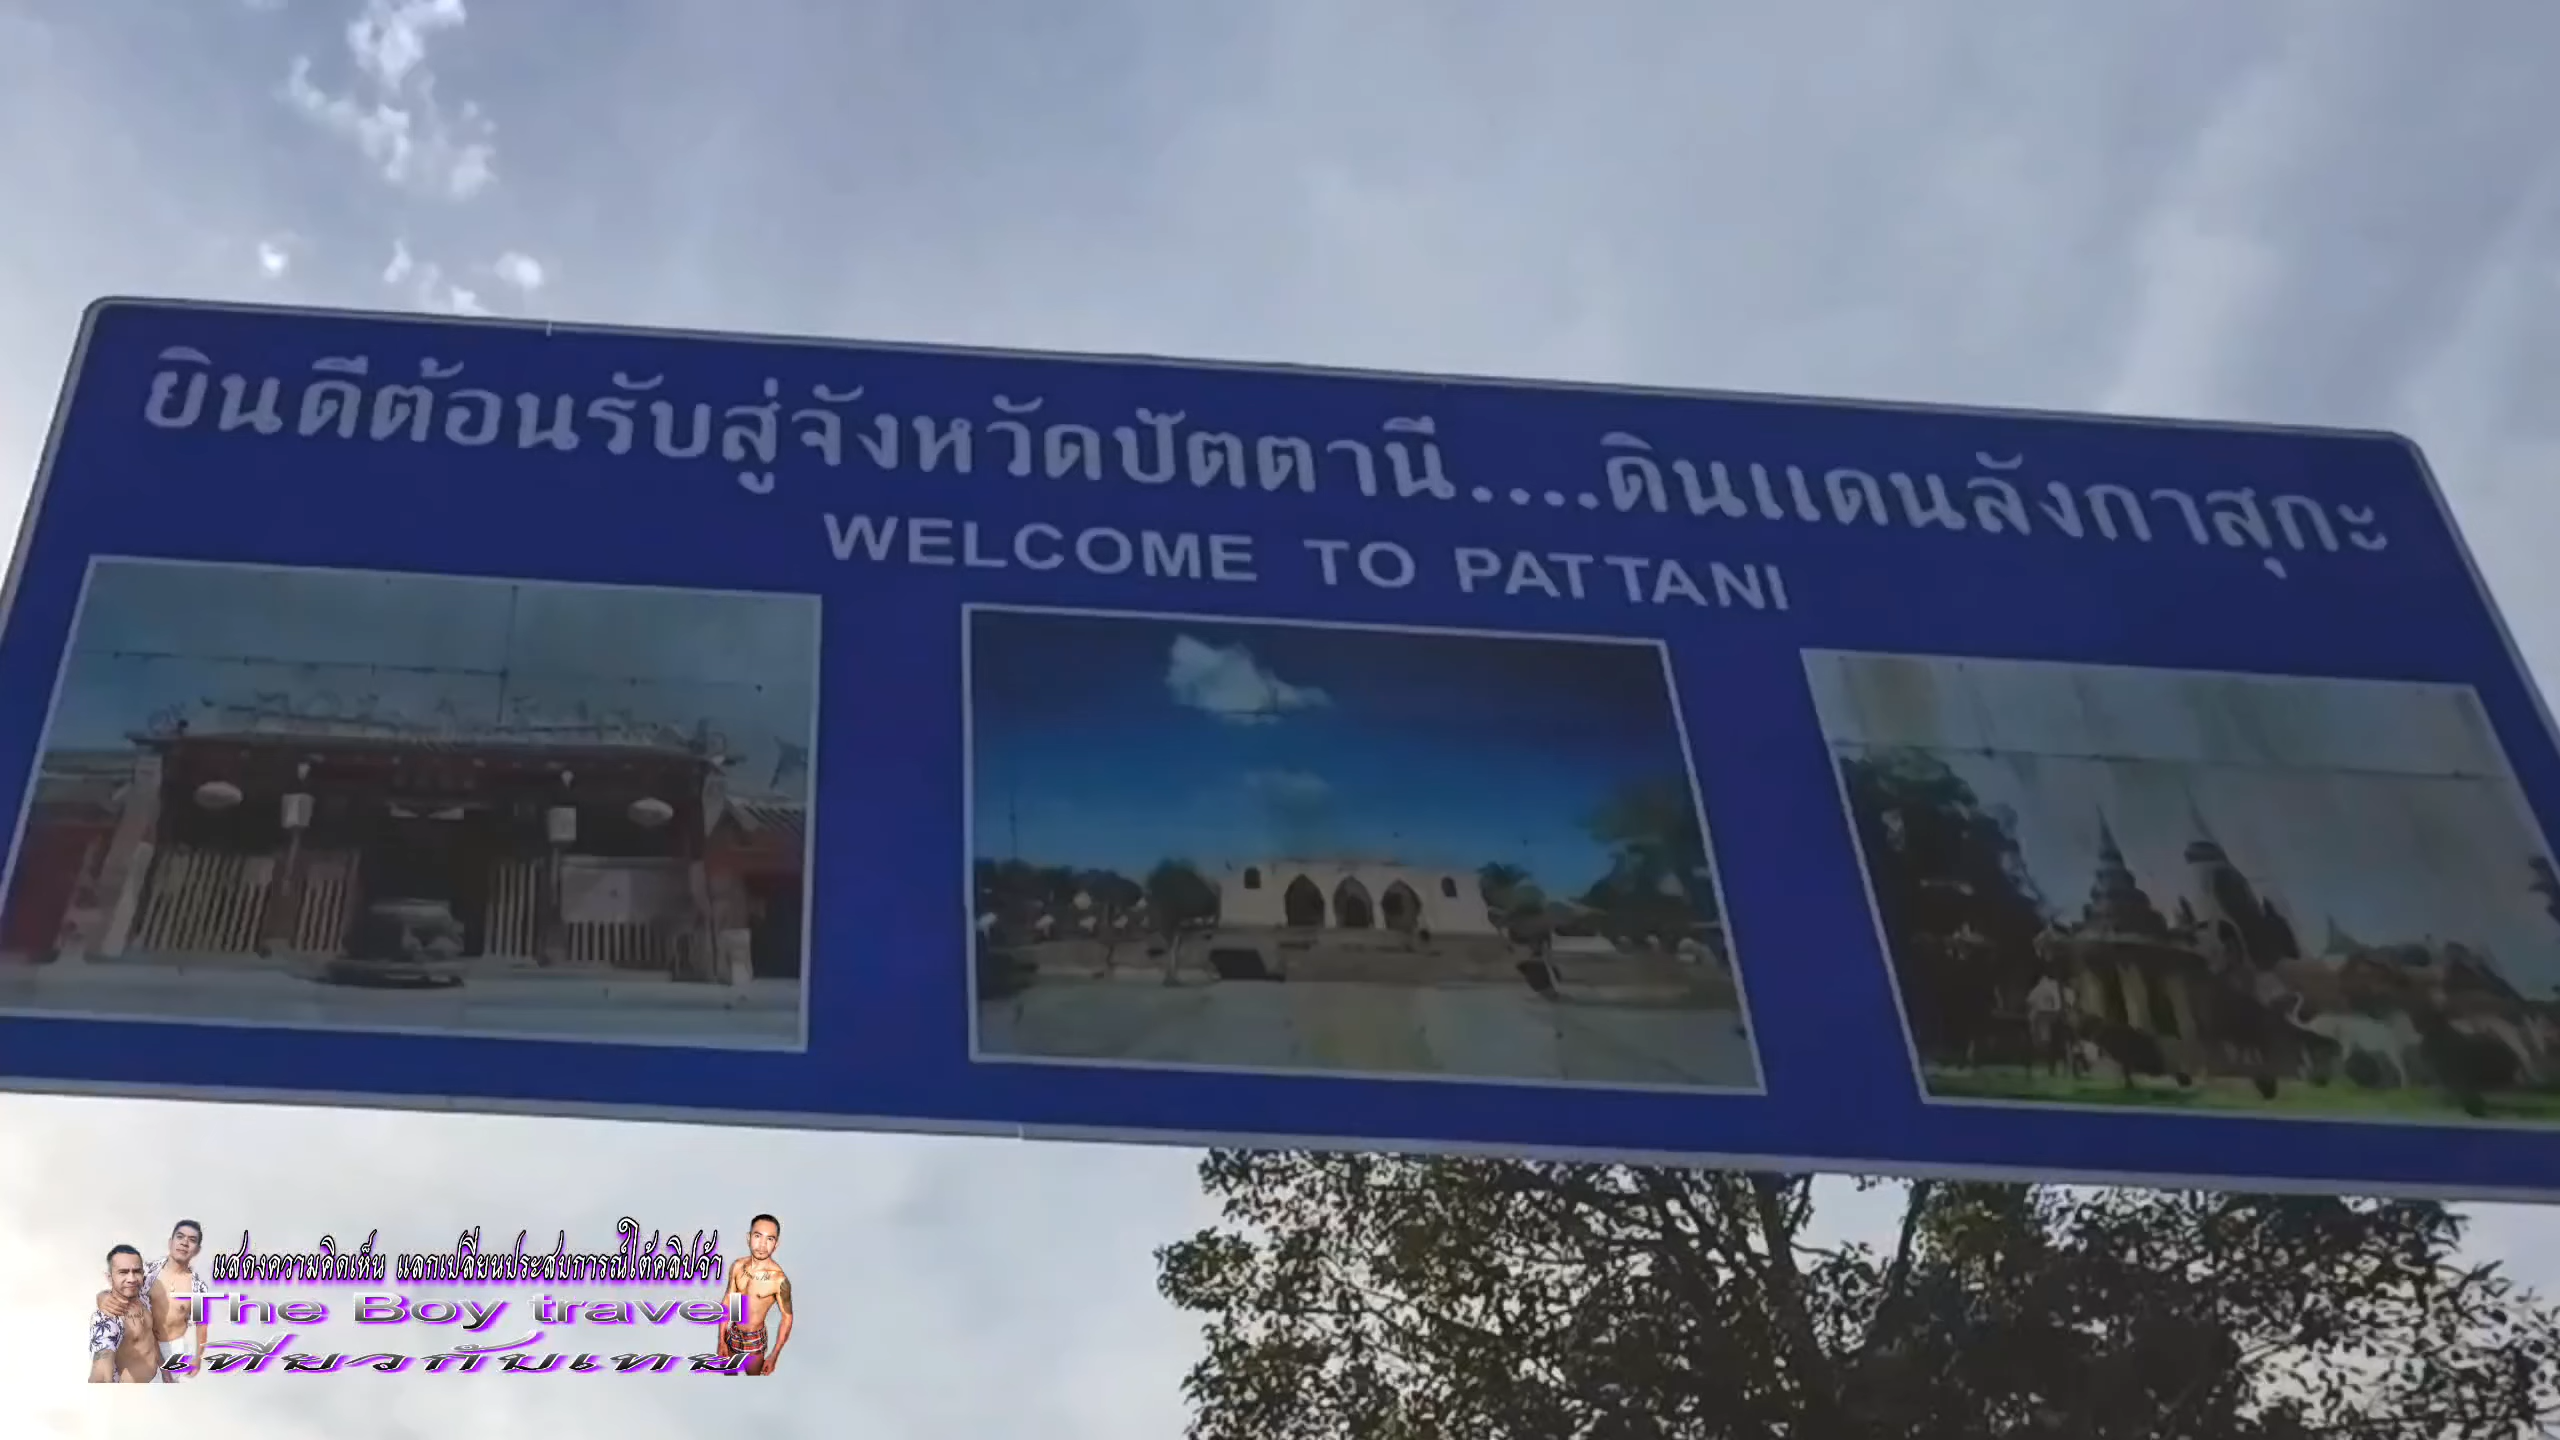 ยินดีต้อนรับสู่จังหวัดปัตตานี....ดินแดนลังกาสุกะ
WELCOME TO PATTANI
แสดงความคิดเห็น แลกเปลี่ยนประสบการณ์ใต้คลิปจ้า
The Boy travel
เที่ยวกับเทย